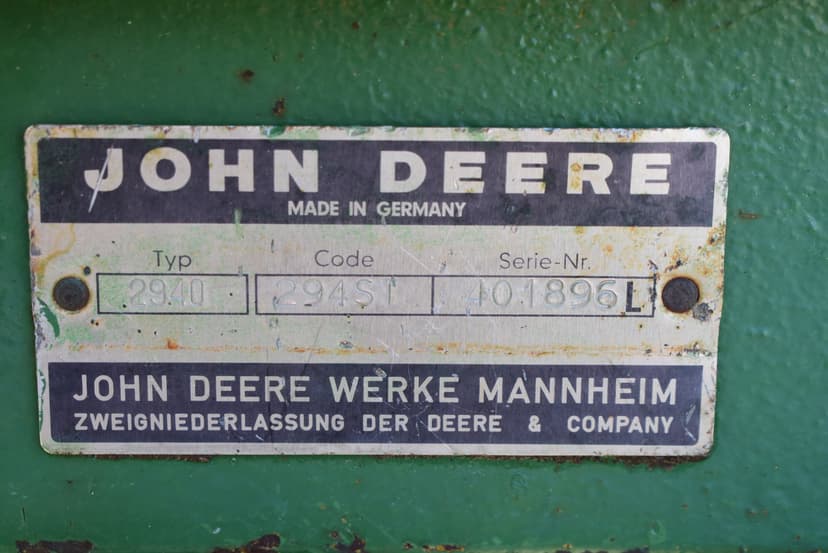 JOHN DEERE
MADE IN GERMANY
Typ Code Serie-Nr.
2940 294ST 401896L
JOHN DEERE WERKE MANNHEIM
ZWEIGNIEDERLASSUNG DER DEERE & COMPANY